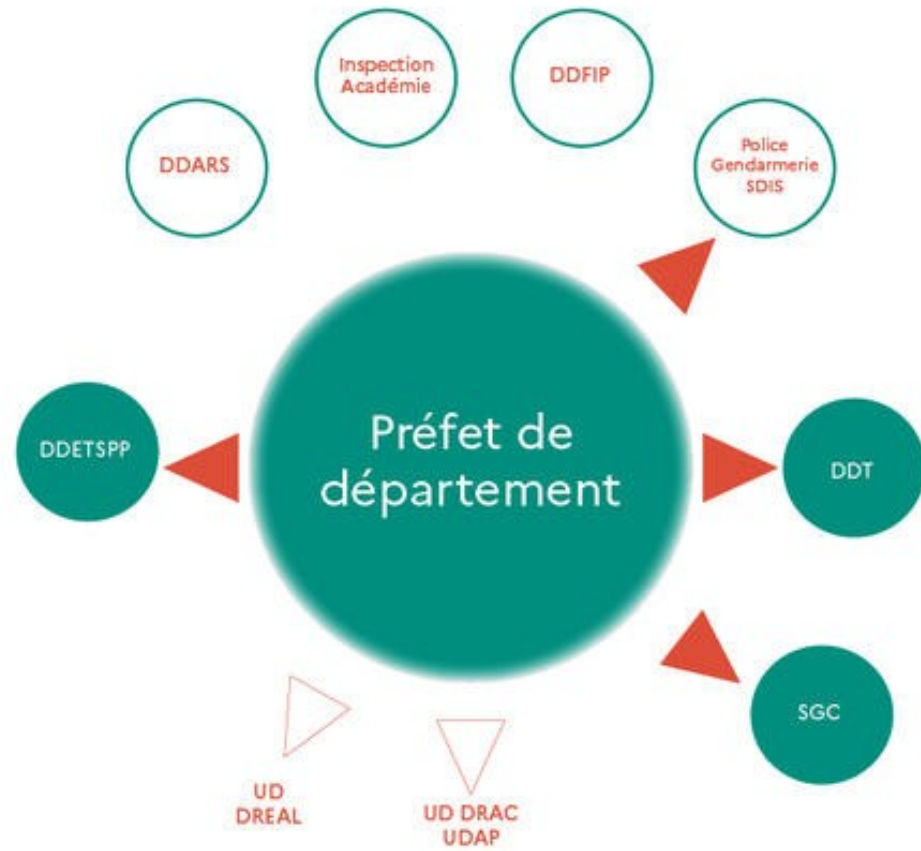 Inspection
Académie
DDFIP
DDARS
Police
Gendarmerie
SDIS
Préfet de
département
DDETSPP
DDT
SGC
UD
DREAL
UD DRAC
UDAP